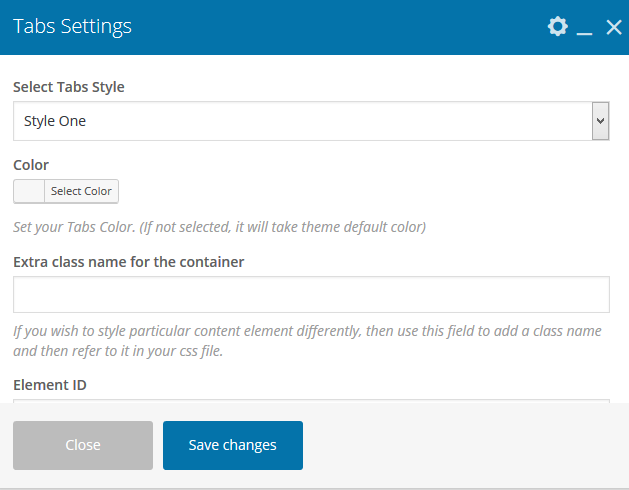 Tabs Settings
Select Tabs Style
Style One
Color
Select Color
Set your Tabs Color. (If not selected, it will take theme default color)
Extra class name for the container
If you wish to style particular content element differently, then use this field to add a class name
and then refer to it in your css file.
Element ID
Close
Save changes